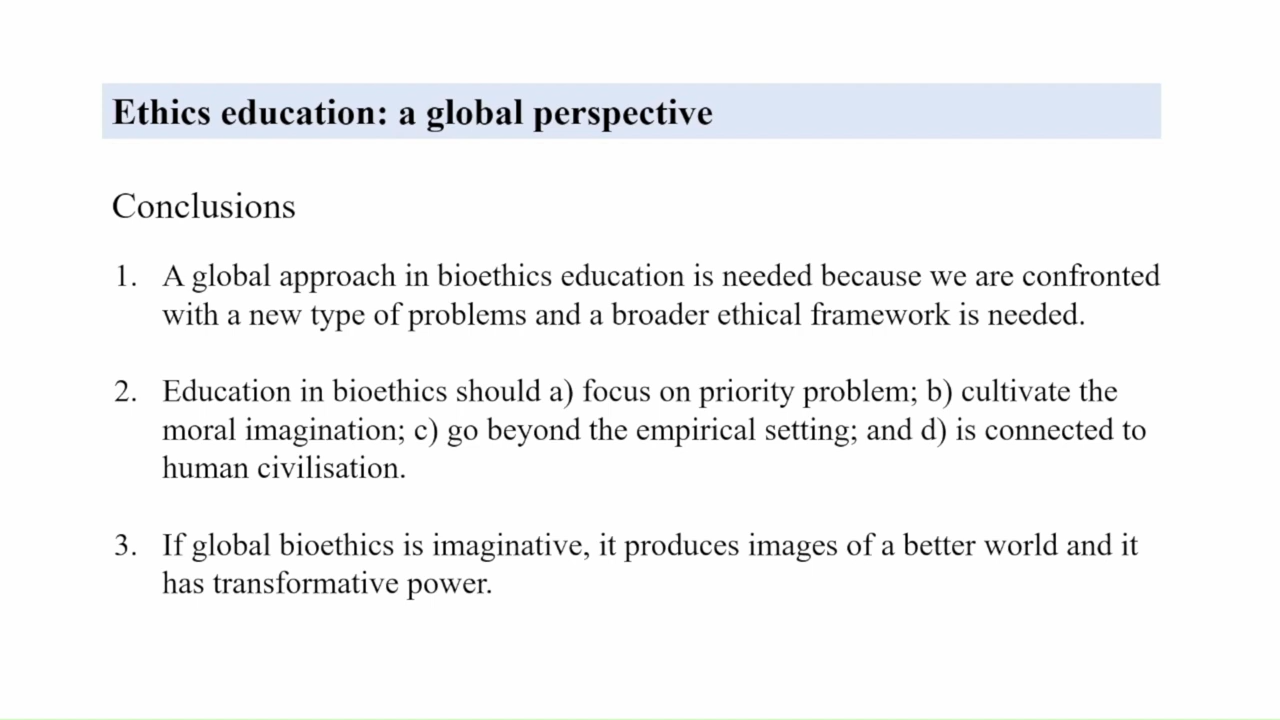 Ethics education: a global perspective
Conclusions
1. A global approach in bioethics education is needed because we are confronted
with a new type of problems and a broader ethical framework is needed.
2. Education in bioethics should a) focus on priority problem; b) cultivate the
moral imagination; c) go beyond the empirical setting; and d) is connected to
human civilisation.
3. If global bioethics is imaginative, it produces images of a better world and it
has transformative power.